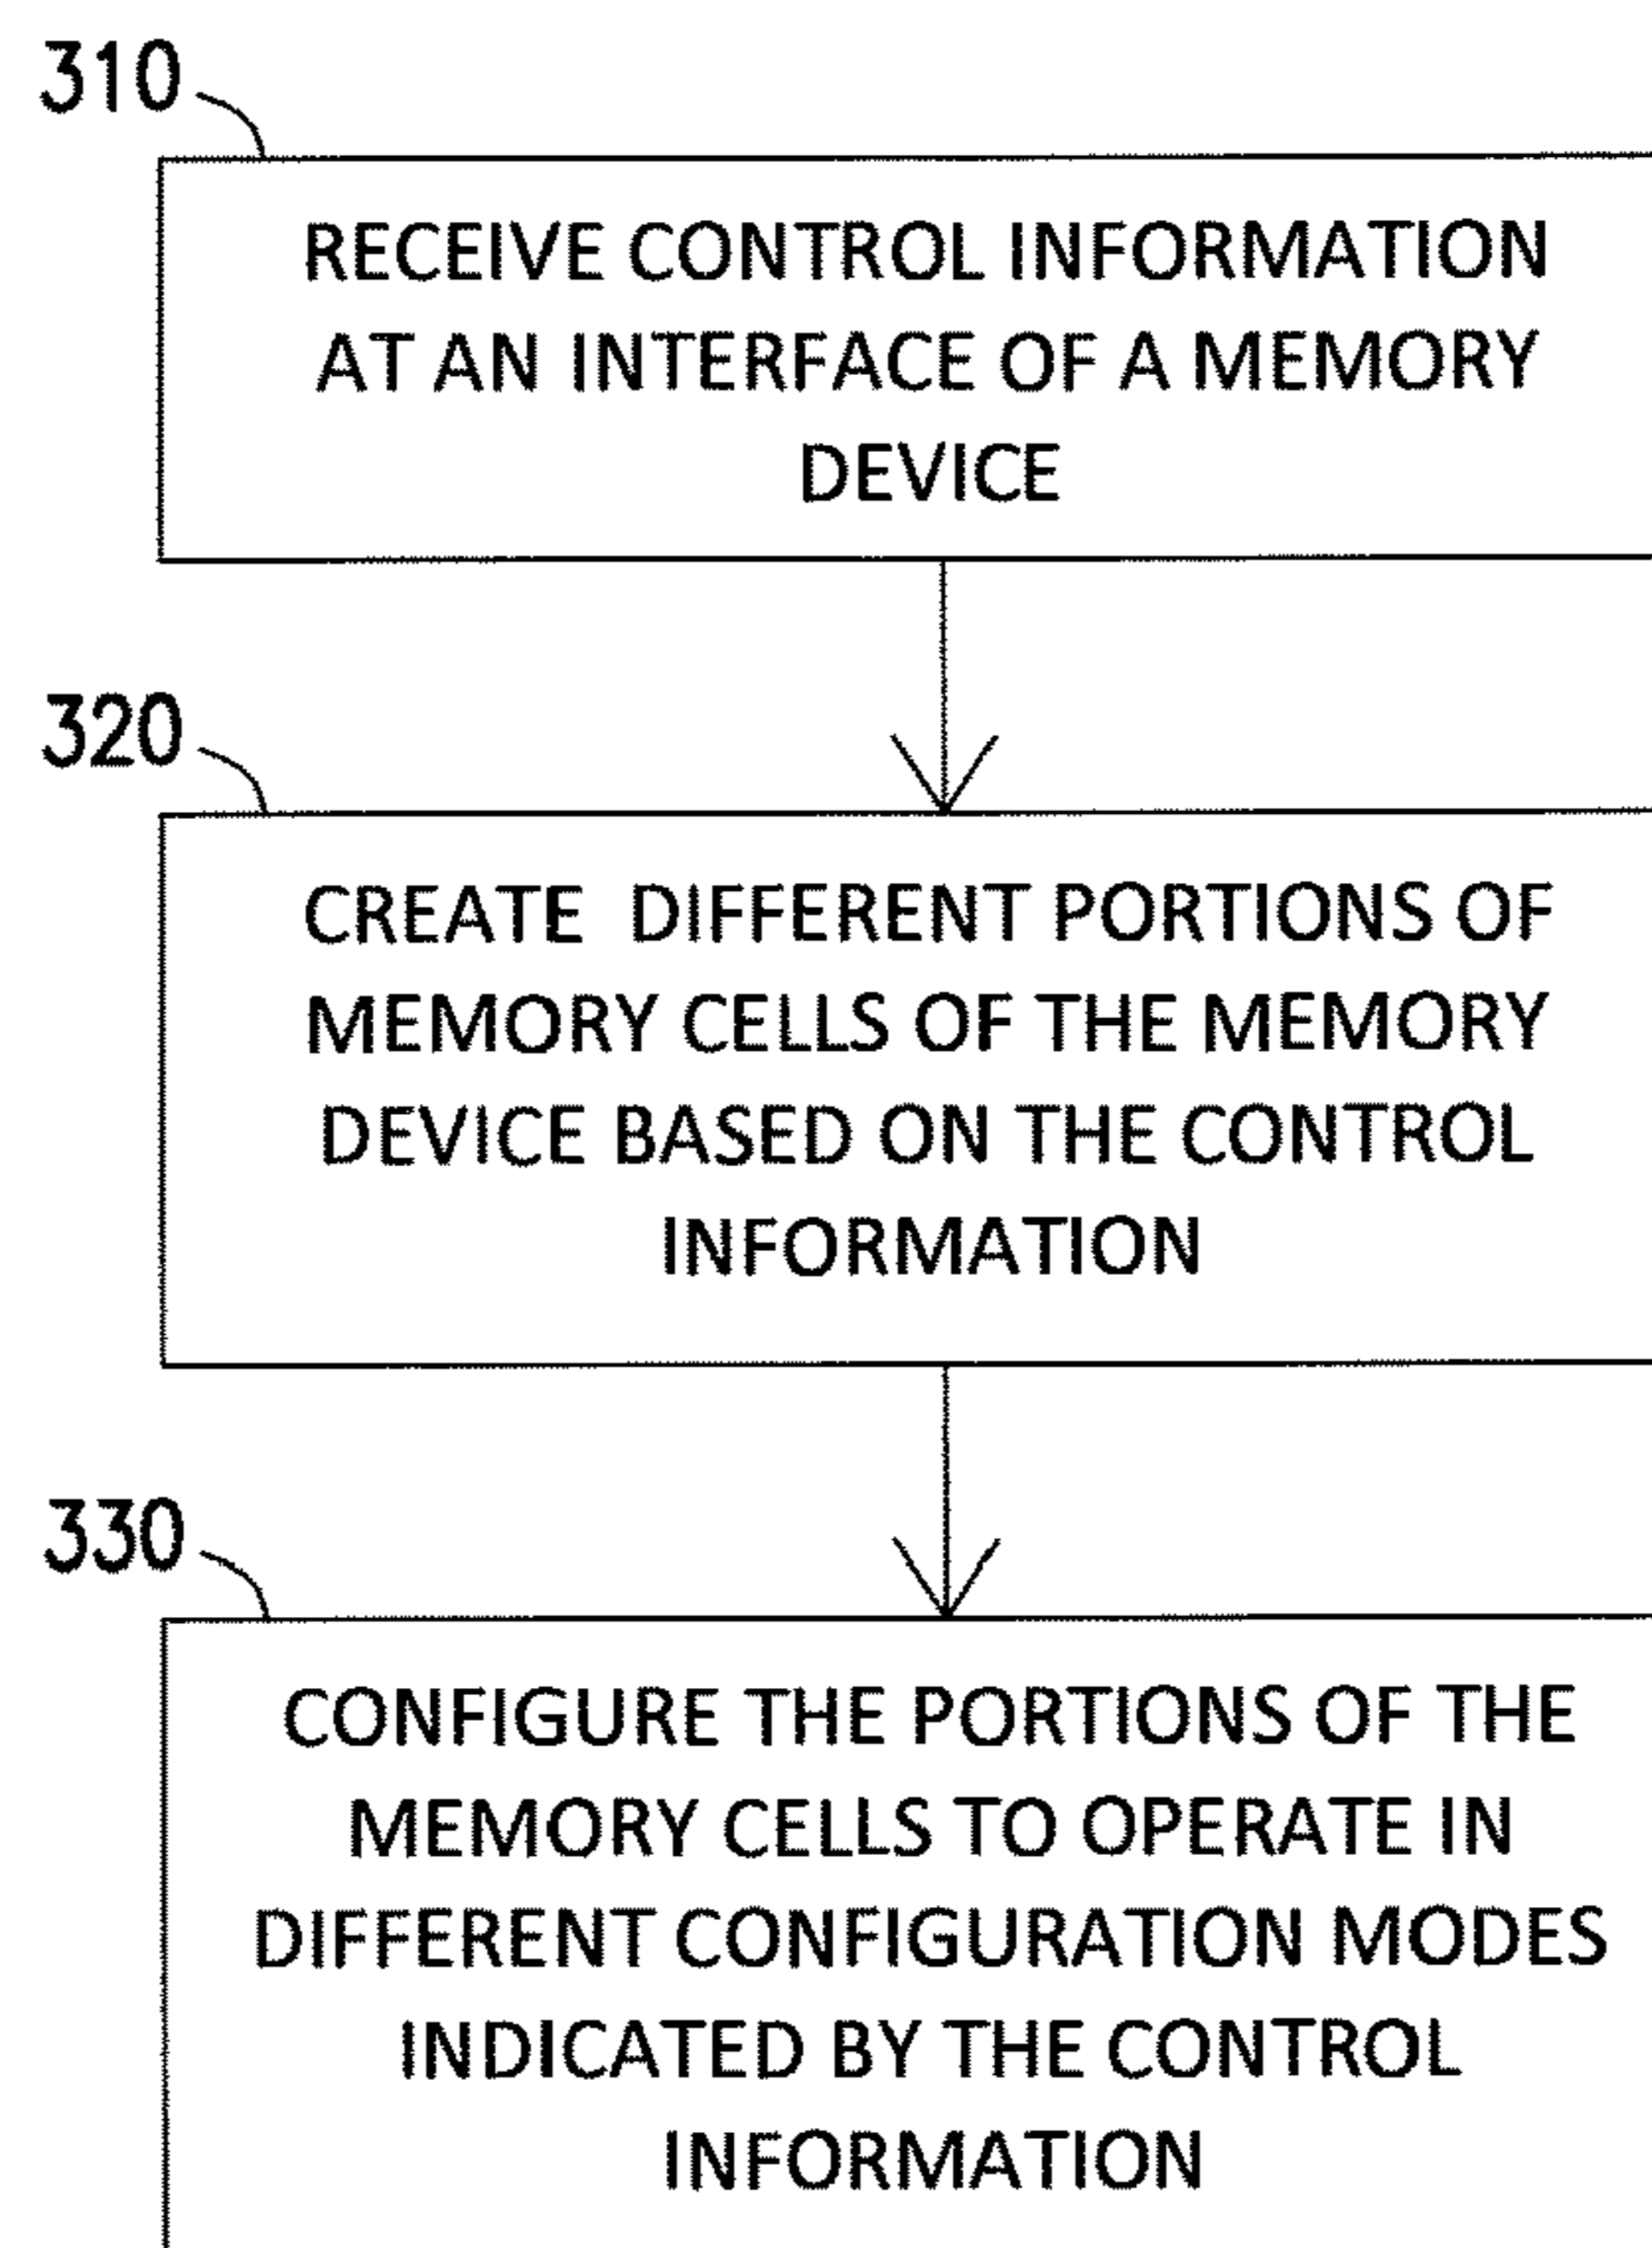 310
RECEIVE CONTROL INFORMATION
AT AN INTERFACE OF A MEMORY
DEVICE
320
CREATE DIFFERENT PORTIONS OF
MEMORY CELLS OF THE MEMORY
DEVICE BASED ON THE CONTROL
INFORMATION
330
CONFIGURE THE PORTIONS OF THE
MEMORY CELLS TO OPERATE IN
DIFFERENT CONFIGURATION MODES
INDICATED BY THE CONTROL
INFORMATION